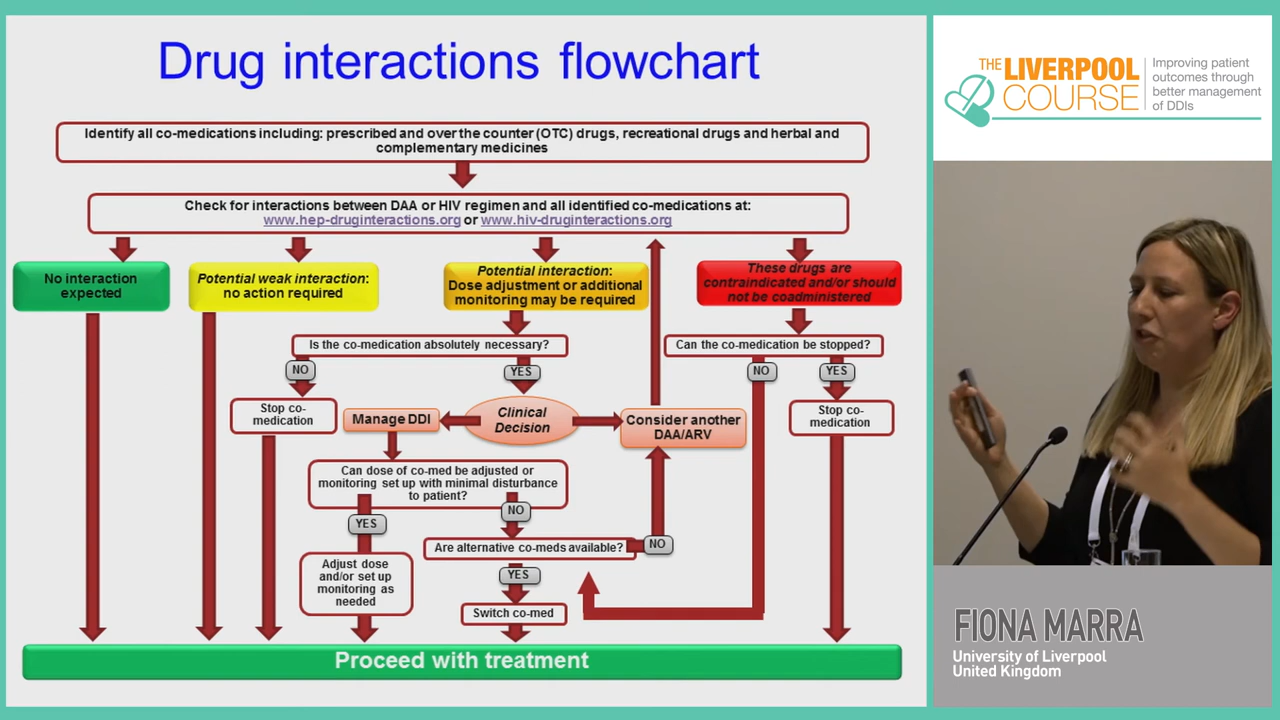 Drug interactions flowchart
Identify all co-medications including: prescribed and over the counter (OTC) drugs, recreational drugs and herbal and
complementary medicines
Check for interactions between DAA or HIV regimen and all identified co-medications at:
www.hep-druginteractions.org or www.hiv-druginteractions.org
No interaction
expected
Potential weak interaction:
no action required
Potential interaction:
Dose adjustment or additional
monitoring may be required
These drugs are
contraindicated and/or should
not be coadministered
Is the co-medication absolutely necessary?
Can the co-medication be stopped?
NO
YES
NO
YES
Stop co-
medication
Manage DDI
Clinical
Decision
Consider another
DAA/ARV
Stop co-
medication
Can dose of co-med be adjusted or
monitoring set up with minimal disturbance
to patient?
YES
NO
Are alternative co-meds available?
NO
Adjust dose
and/or set up
monitoring as
needed
YES
Switch co-med
Proceed with treatment
THE LIVERPOOL
COURSE
Improving patient
outcomes through
better management
of DDIs
FIONA MARRA
University of Liverpool
United Kingdom